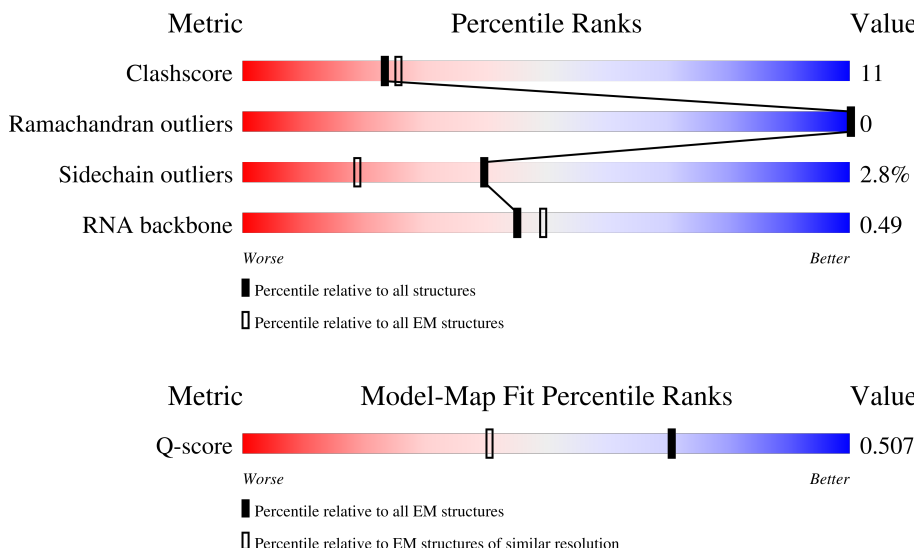 Metric Percentile Ranks Value
Clashscore 11
Ramachandran outliers 0
Sidechain outliers 2.8%
RNA backbone 0.49
Worse Better
Percentile relative to all structures
Percentile relative to all EM structures
Metric Model-Map Fit Percentile Ranks Value
Q-score 0.507
Worse Better
Percentile relative to all EM structures
Percentile relative to EM structures of similar resolution